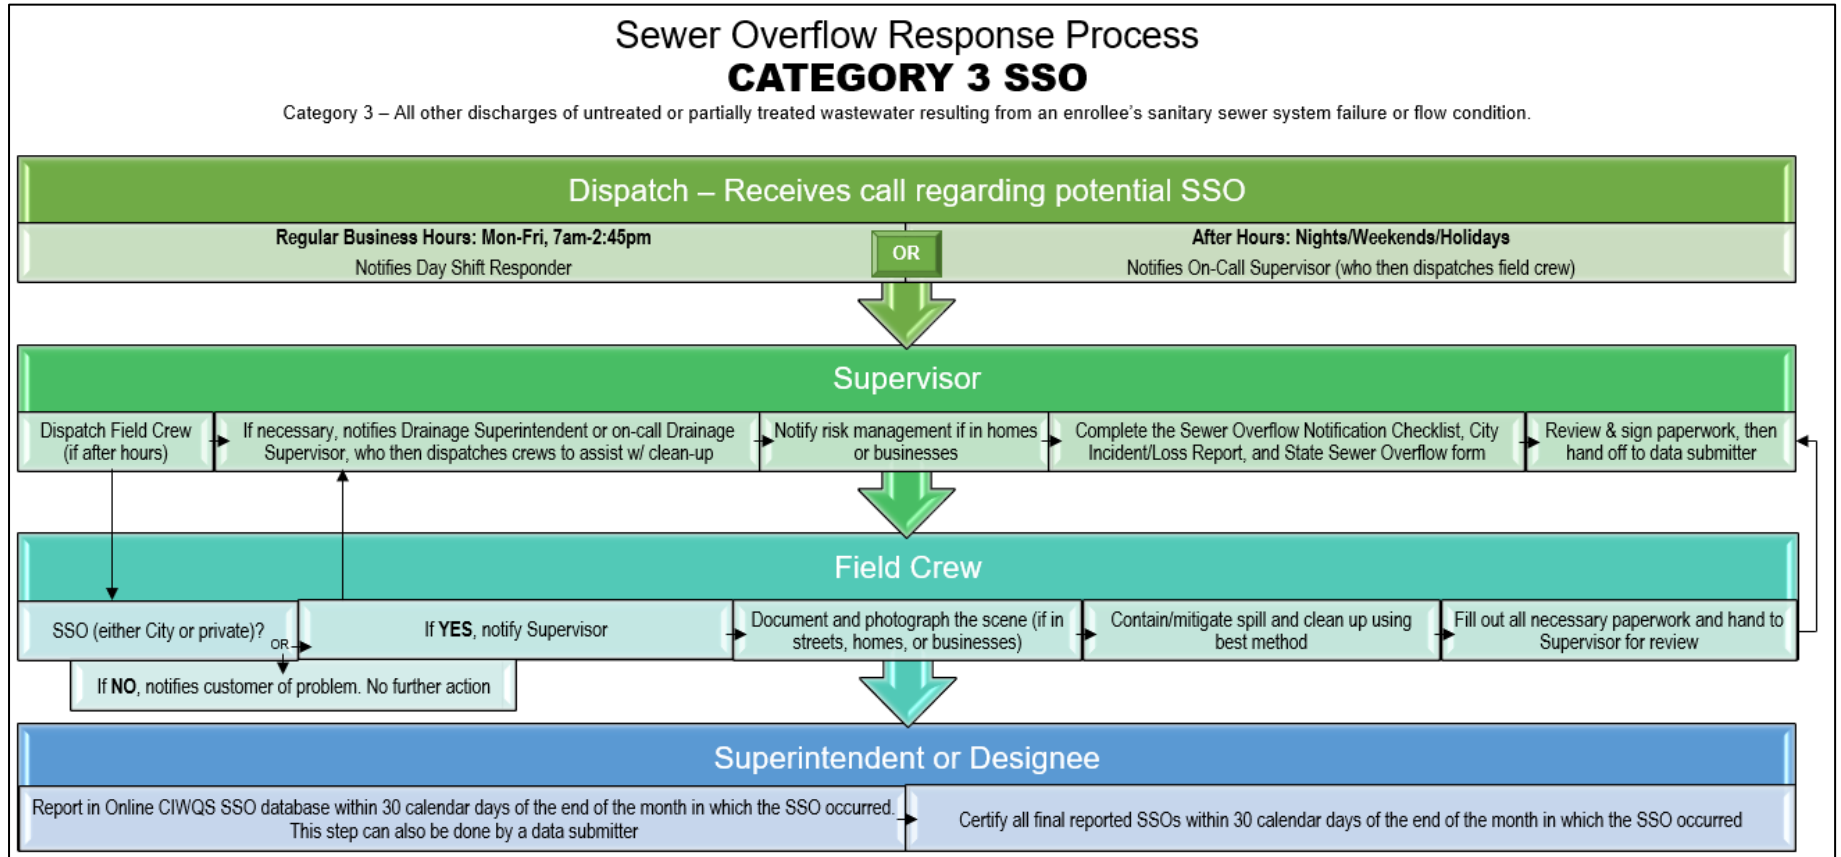 Sewer Overflow Response Process
CATEGORY 3 SSO
Category 3 – All other discharges of untreated or partially treated wastewater resulting from an enrollee's sanitary sewer system failure or flow condition.
Dispatch – Receives call regarding potential SSO
Regular Business Hours: Mon-Fri, 7am-2:45pm
Notifies Day Shift Responder
OR
After Hours: Nights/Weekends/Holidays
Notifies On-Call Supervisor (who then dispatches field crew)
Supervisor
Dispatch Field Crew
(if after hours)
If necessary, notifies Drainage Superintendent or on-call Drainage
Supervisor, who then dispatches crews to assist w/ clean-up
Notify risk management if in homes
or businesses
Complete the Sewer Overflow Notification Checklist, City
Incident/Loss Report, and State Sewer Overflow form
Review & sign paperwork, then
hand off to data submitter
Field Crew
SSO (either City or private)?
OR
If YES, notify Supervisor
Document and photograph the scene (if in
streets, homes, or businesses)
Contain/mitigate spill and clean up using
best method
Fill out all necessary paperwork and hand to
Supervisor for review
If NO, notifies customer of problem. No further action
Superintendent or Designee
Report in Online CIWQS SSO database within 30 calendar days of the end of the month in which the SSO occurred.
This step can also be done by a data submitter
Certify all final reported SSOs within 30 calendar days of the end of the month in which the SSO occurred